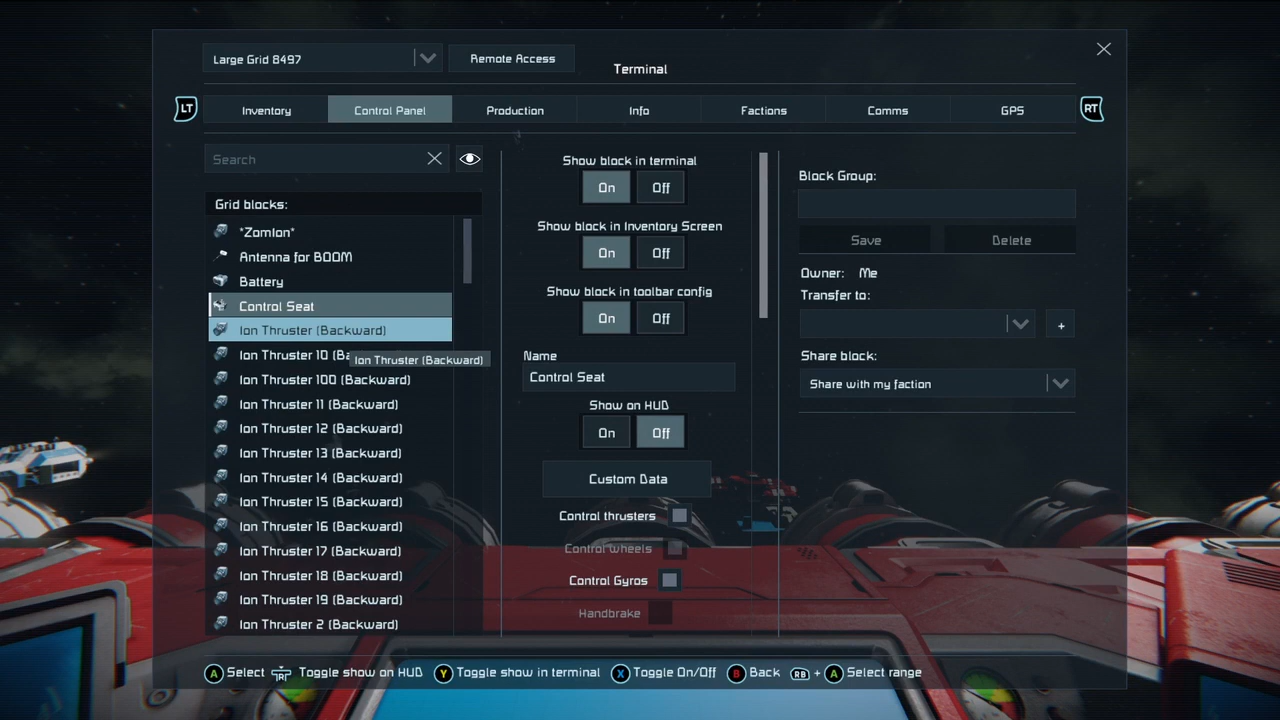 Large Grid 8497
Remote Access
Terminal
LT
Inventory
Control Panel
Production
Info
Factions
Comms
GPS
RT
Search
Grid blocks:
*Zomlon*
Antenna for BOOM
Battery
Control Seat
Ion Thruster (Backward)
Ion Thruster 10 (Ba
Ion Thruster (Backward)
Ion Thruster 100 (Backward)
Ion Thruster 11 (Backward)
Ion Thruster 12 (Backward)
Ion Thruster 13 (Backward)
Ion Thruster 14 (Backward)
Ion Thruster 15 (Backward)
Ion Thruster 16 (Backward)
Ion Thruster 17 (Backward)
Ion Thruster 18 (Backward)
Ion Thruster 19 (Backward)
Ion Thruster 2 (Backward)
Show block in terminal
On Off
Show block in Inventory Screen
On Off
Show block in toolbar config
On Off
Name
Control Seat
Show on HUD
On Off
Custom Data
Control thrusters
Control wheels
Control Gyros
Handbrake
Block Group:
Save Delete
Owner: Me
Transfer to:
+
Share block:
Share with my faction
A Select Toggle show on HUD Y Toggle show in terminal X Toggle On/Off B Back RB + A Select range